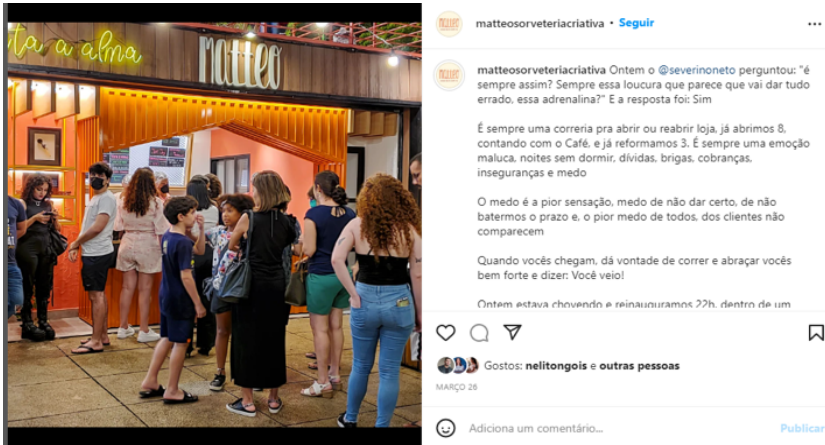 ta a alma
Matteo
matteosorveteriacriativa • Seguir
matteosorveteriacriativa Ontem o @severinoneto perguntou: "é
sempre assim? Sempre essa loucura que parece que vai dar tudo
errado, essa adrenalina?" E a resposta foi: Sim
É sempre uma correria pra abrir ou reabrir loja, já abrimos 8,
contando com o Café, e já reformamos 3. É sempre uma emoção
maluca, noites sem dormir, dívidas, brigas, cobranças,
inseguranças e medo
O medo é a pior sensação, medo de não dar certo, de não
batermos o prazo e, o pior medo de todos, dos clientes não
comparecem
Quando vocês chegam, dá vontade de correr e abraçar vocês
bem forte e dizer: Você veio!
Ontem estava chovendo e reinauguramos 22h, dentro de um
Gostos: nelitongois e outras pessoas
MARÇO 26
Adiciona um comentário...
Publicar